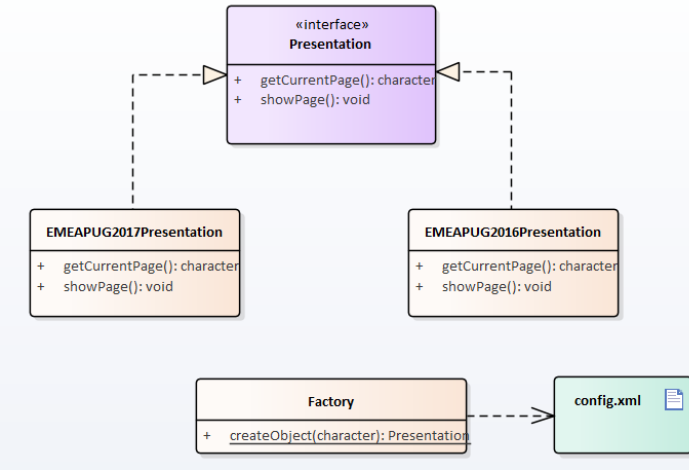 «interface»
Presentation
+ getCurrentPage(): character
+ showPage(): void
EMEAPUG2017Presentation
+ getCurrentPage(): character
+ showPage(): void
EMEAPUG2016Presentation
+ getCurrentPage(): character
+ showPage(): void
Factory
+ createObject(character): Presentation
config.xml